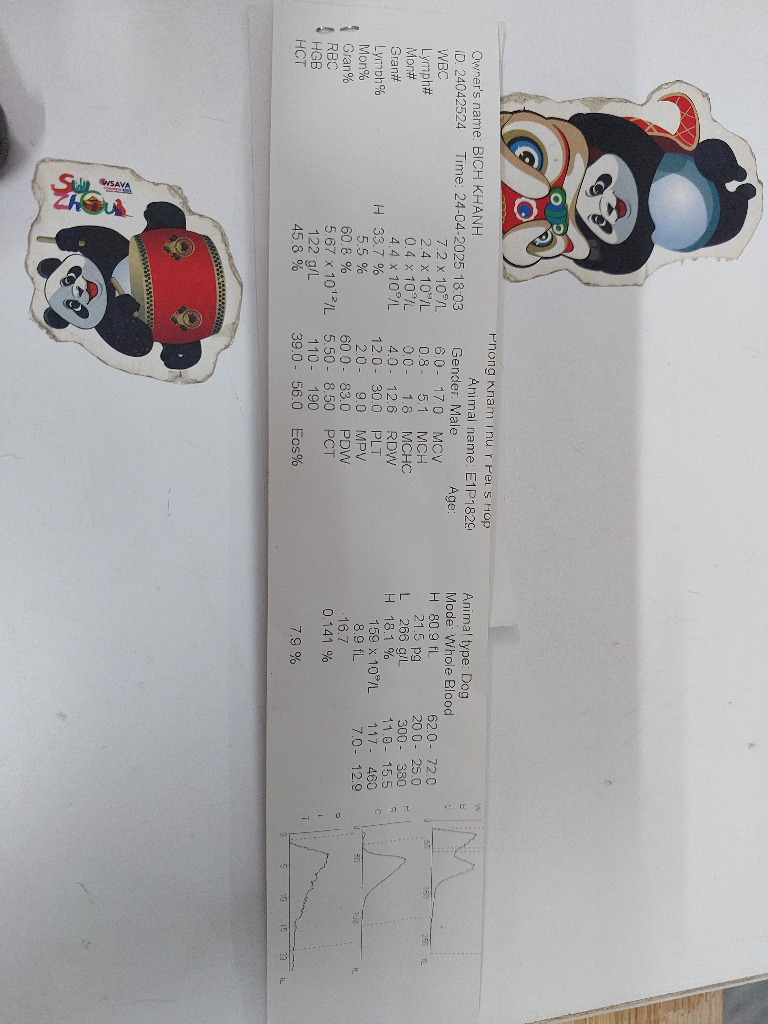 Phòng Khám Thú Y Pet's Hop
Owner's name: BICH KHANH Animal name: E1P1829 Animal type: Dog
ID: 24042524 Time: 24-04-2025 18:03 Gender: Male Age: Mode: Whole Blood
WBC 7.2 x 10⁹/L 6.0 - 17.0 MCV H 80.9 fL 62.0 - 72.0
Lymph# 2.4 x 10⁹/L 0.8 - 5.1 MCH 21.5 pg 20.0 - 25.0
Mon# 0.4 x 10⁹/L 0.0 - 1.8 MCHC L 266 g/L 300 - 380
Gran# 4.4 x 10⁹/L 4.0 - 12.6 RDW H 18.1 % 11.0 - 15.5
Lymph% H 33.7 % 12.0 - 30.0 PLT 159 x 10⁹/L 117 - 460
Mon% 5.5 % 2.0 - 9.0 MPV 8.9 fL 7.0 - 12.9
Gran% 60.8 % 60.0 - 83.0 PDW 16.7
RBC 5.67 x 10¹²/L 5.50 - 8.50 PCT 0.141 %
HGB 122 g/L 110 - 190
HCT 45.8 % 39.0 - 56.0 Eos% 7.9 %
WSAVA
SuZhOu